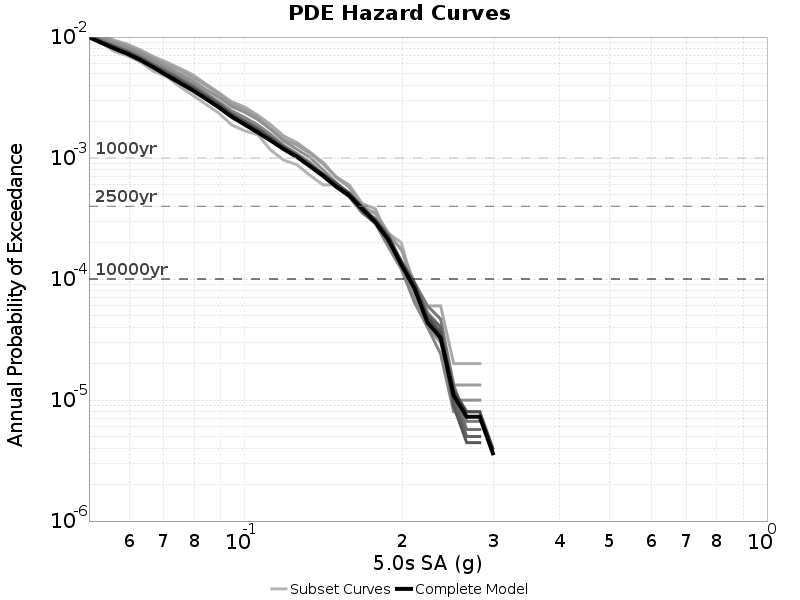 PDE Hazard Curves
Annual Probability of Exceedance
10^-2
10^-3
10^-4
10^-5
10^-6
1000yr
2500yr
10000yr
6 7 8 10^-1 2 3 4 5 6 7 8 10^0
5.0s SA (g)
Subset Curves Complete Model